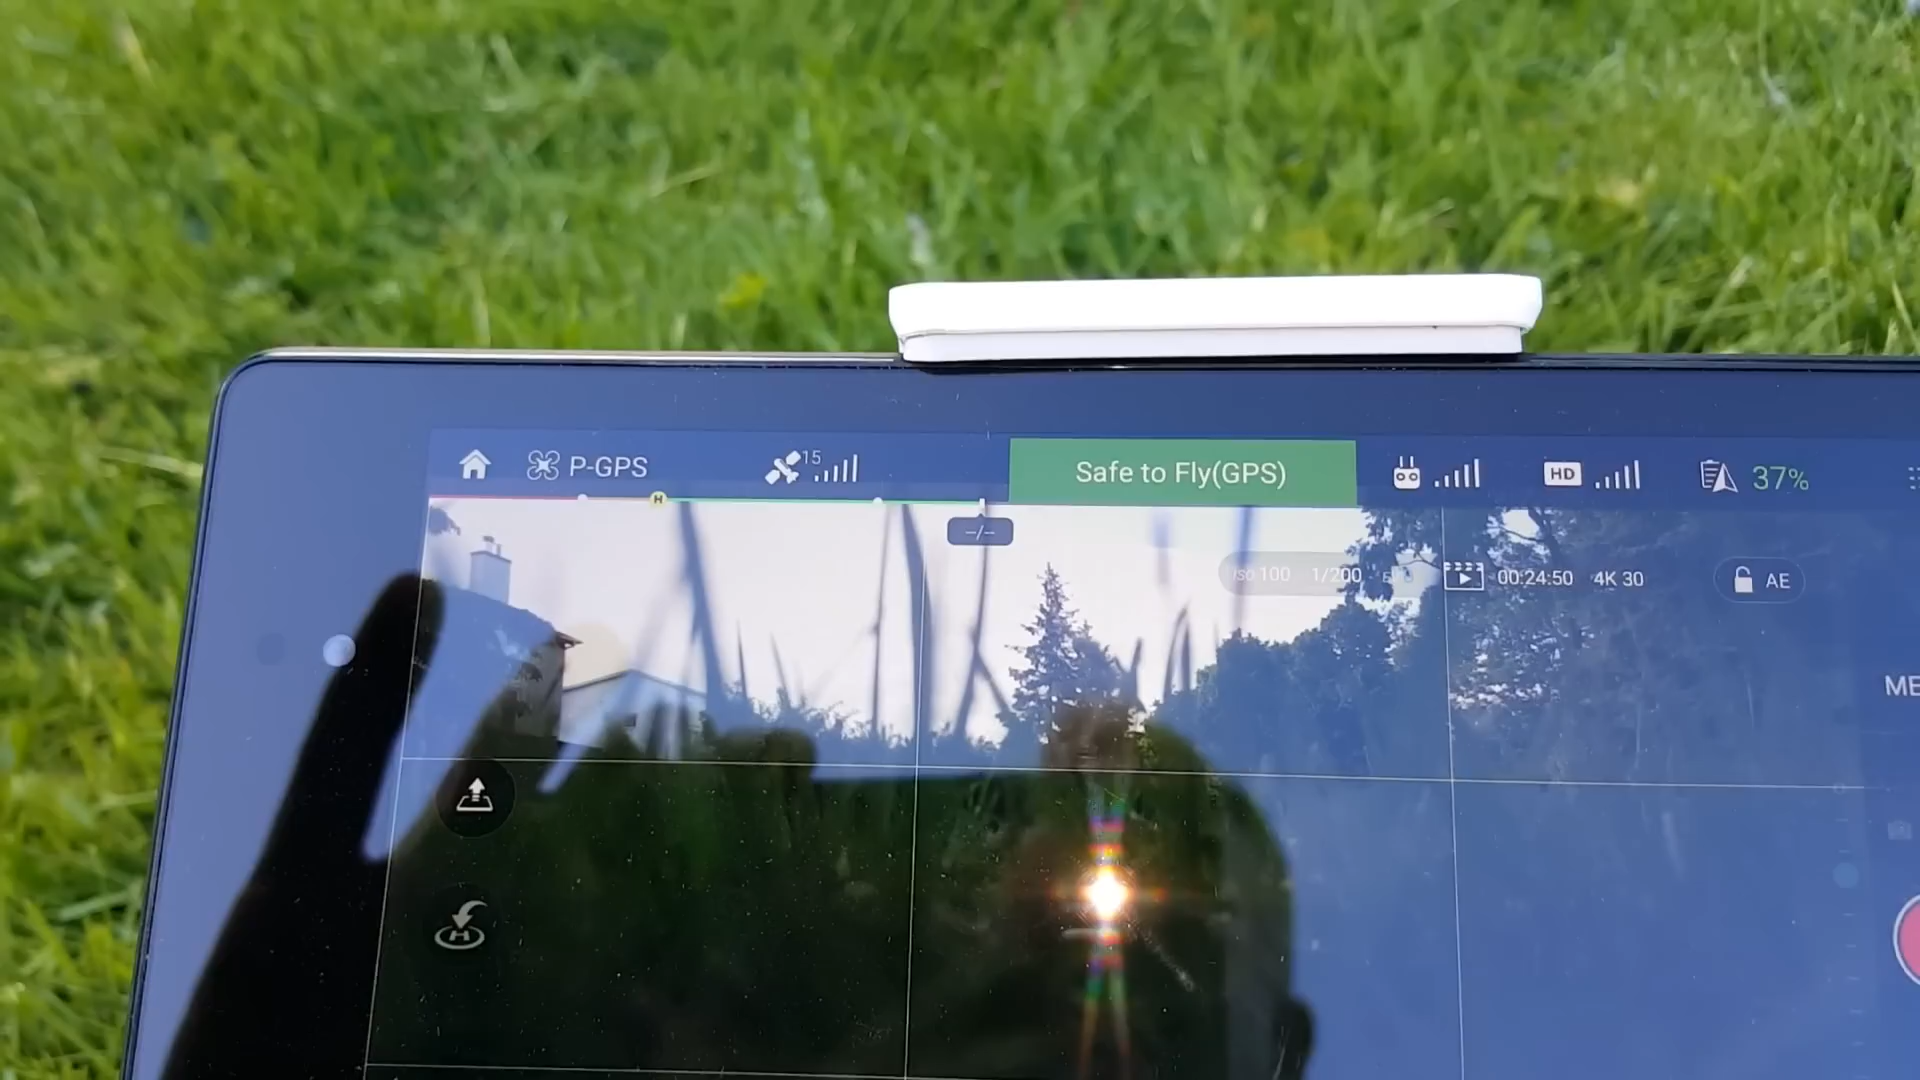 P-GPS
15
Safe to Fly(GPS)
HD
37%
H
–/–
ISO 100 1/200
00:24:50 4K 30
AE
ME
H